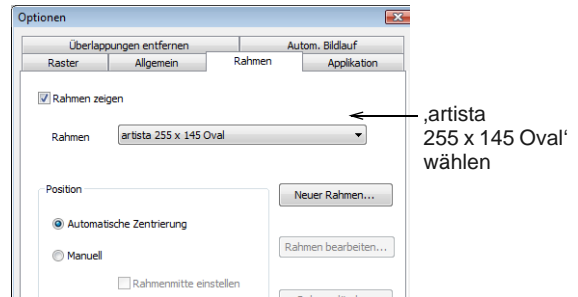 Optionen
Überlappungen entfernen
Autom. Bildlauf
Raster
Allgemein
Rahmen
Applikation
Rahmen zeigen
Rahmen
artista 255 x 145 Oval
‚artista
255 x 145 Oval‘
wählen
Position
Neuer Rahmen...
Automatische Zentrierung
Manuell
Rahmen bearbeiten...
Rahmenmitte einstellen